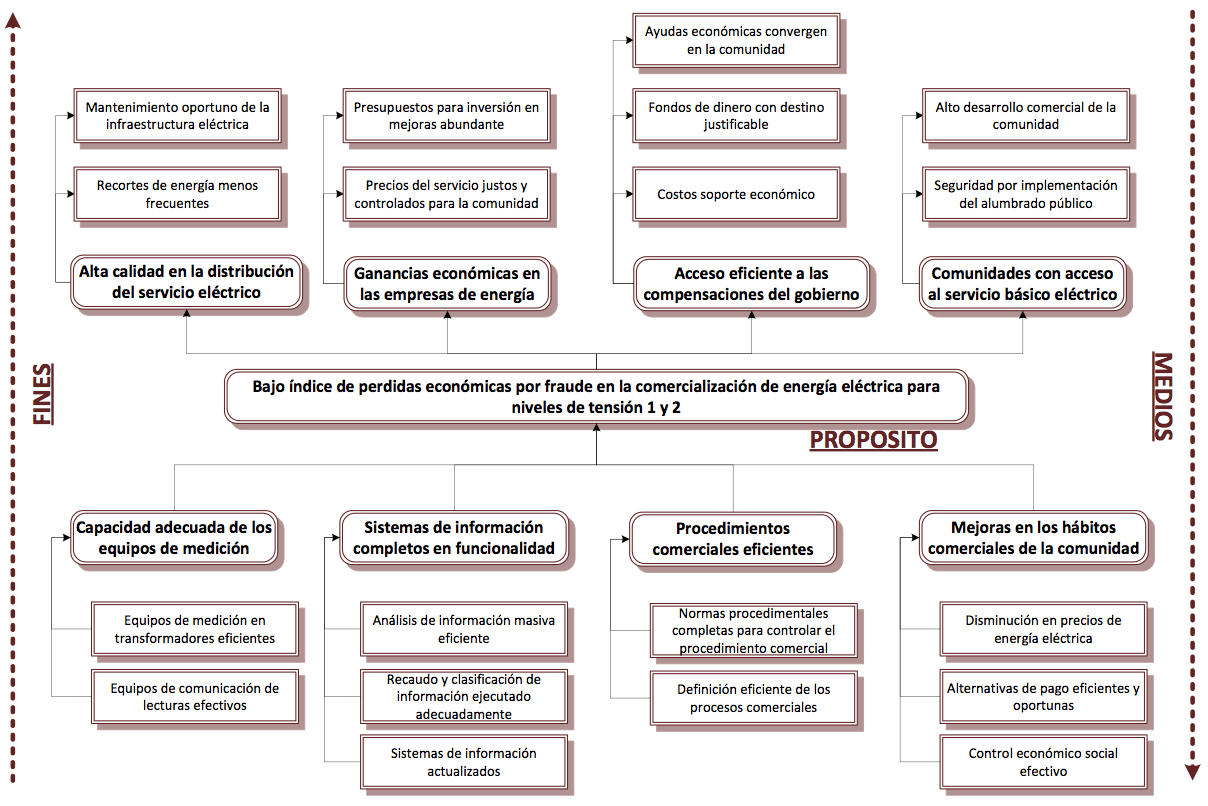 Ayudas económicas convergen
en la comunidad
Mantenimiento oportuno de la
infraestructura eléctrica
Presupuestos para inversión en
mejoras abundante
Fondos de dinero con destino
justificable
Alto desarrollo comercial de la
comunidad
Recortes de energía menos
frecuentes
Precios del servicio justos y
controlados para la comunidad
Costos soporte económico
Seguridad por implementación
del alumbrado público
Alta calidad en la distribución
del servicio eléctrico
Ganancias económicas en
las empresas de energía
Acceso eficiente a las
compensaciones del gobierno
Comunidades con acceso
al servicio básico eléctrico
FINES
MEDIOS
Bajo índice de perdidas económicas por fraude en la comercialización de energía eléctrica para
niveles de tensión 1 y 2
PROPOSITO
Capacidad adecuada de los
equipos de medición
Sistemas de información
completos en funcionalidad
Procedimientos
comerciales eficientes
Mejoras en los hábitos
comerciales de la comunidad
Equipos de medición en
transformadores eficientes
Análisis de información masiva
eficiente
Normas procedimentales
completas para controlar el
procedimiento comercial
Disminución en precios de
energía eléctrica
Equipos de comunicación de
lecturas efectivos
Recaudo y clasificación de
información ejecutado
adecuadamente
Definición eficiente de los
procesos comerciales
Alternativas de pago eficientes y
oportunas
Sistemas de información
actualizados
Control económico social
efectivo